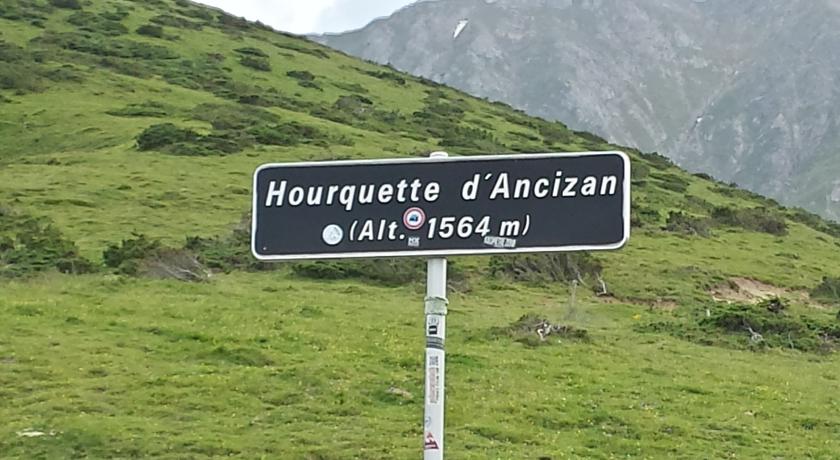 Hourquette d'Ancizan
(Alt. 1564 m)